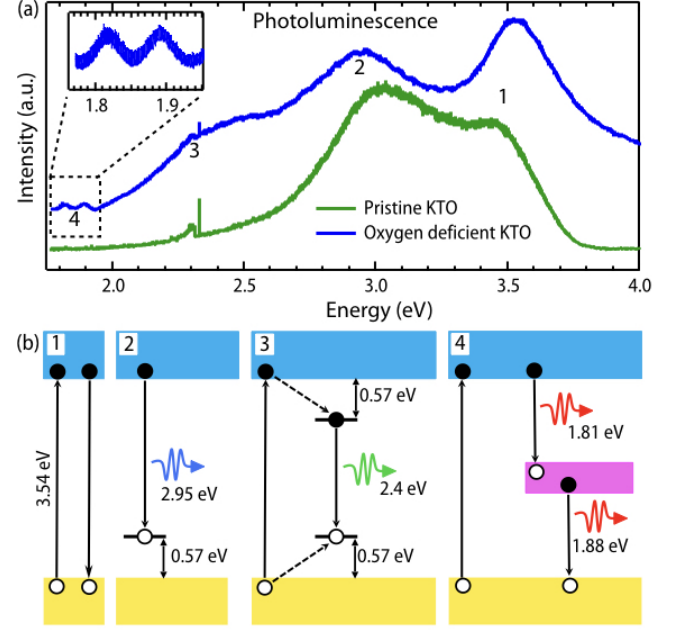 (a)
Photoluminescence
1.8 1.9
2
1
3
4
Pristine KTO
Oxygen deficient KTO
Intensity (a.u.)
2.0 2.5 3.0 3.5 4.0
Energy (eV)
(b)
1 2 3 4
0.57 eV
1.81 eV
3.54 eV
2.95 eV
2.4 eV
0.57 eV
0.57 eV
1.88 eV